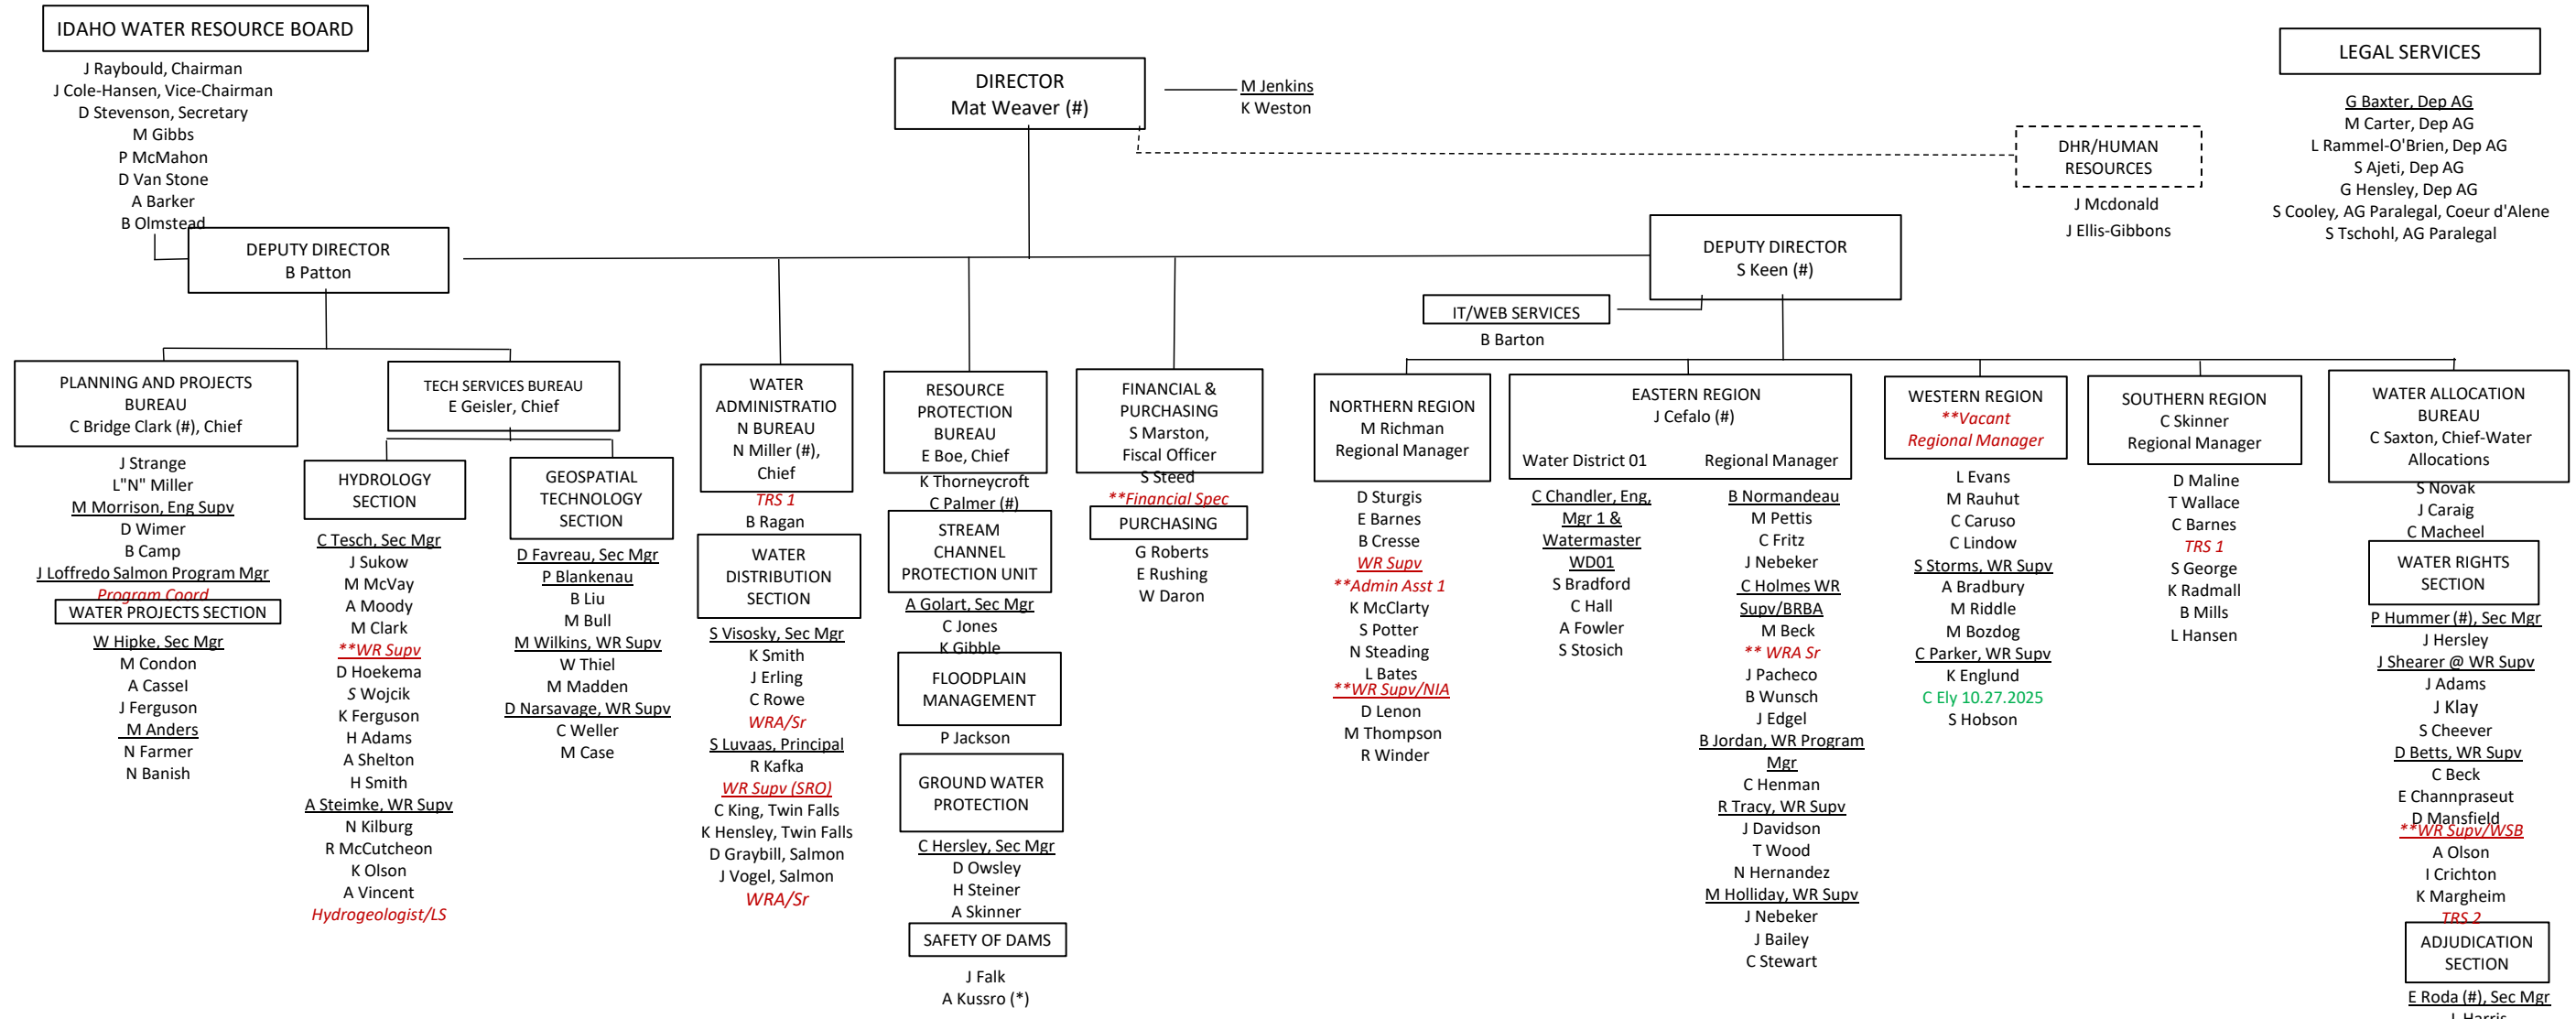 IDAHO WATER RESOURCE BOARD
J Raybould, Chairman
J Cole-Hansen, Vice-Chairman
D Stevenson, Secretary
M Gibbs
P McMahon
D Van Stone
A Barker
B Olmstead
DIRECTOR
Mat Weaver (#)
M Jenkins
K Weston
DHR/HUMAN
RESOURCES
J Mcdonald
J Ellis-Gibbons
LEGAL SERVICES
G Baxter, Dep AG
M Carter, Dep AG
L Rammel-O'Brien, Dep AG
S Ajeti, Dep AG
G Hensley, Dep AG
S Cooley, AG Paralegal, Coeur d'Alene
S Tschohl, AG Paralegal
DEPUTY DIRECTOR
B Patton
DEPUTY DIRECTOR
S Keen (#)
IT/WEB SERVICES
B Barton
PLANNING AND PROJECTS
BUREAU
C Bridge Clark (#), Chief
J Strange
L"N" Miller
M Morrison, Eng Supv
D Wimer
B Camp
J Loffredo Salmon Program Mgr
Program Coord
WATER PROJECTS SECTION
W Hipke, Sec Mgr
M Condon
A Cassel
J Ferguson
M Anders
N Farmer
N Banish
TECH SERVICES BUREAU
E Geisler, Chief
HYDROLOGY
SECTION
C Tesch, Sec Mgr
J Sukow
M McVay
A Moody
M Clark
**WR Supv
D Hoekema
S Wojcik
K Ferguson
H Adams
A Shelton
H Smith
A Steimke, WR Supv
N Kilburg
R McCutcheon
K Olson
A Vincent
Hydrogeologist/LS
GEOSPATIAL
TECHNOLOGY
SECTION
D Favreau, Sec Mgr
P Blankenau
B Liu
M Bull
M Wilkins, WR Supv
W Thiel
M Madden
D Narsavage, WR Supv
C Weller
M Case
WATER
ADMINISTRATIO
N BUREAU
N Miller (#),
Chief
TRS 1
B Ragan
WATER
DISTRIBUTION
SECTION
S Visosky, Sec Mgr
K Smith
J Erling
C Rowe
WRA/Sr
S Luvaas, Principal
R Kafka
WR Supv (SRO)
C King, Twin Falls
K Hensley, Twin Falls
D Graybill, Salmon
J Vogel, Salmon
WRA/Sr
RESOURCE
PROTECTION
BUREAU
E Boe, Chief
K Thorneycroft
C Palmer (#)
STREAM
CHANNEL
PROTECTION UNIT
A Golart, Sec Mgr
C Jones
K Gibble
FLOODPLAIN
MANAGEMENT
P Jackson
GROUND WATER
PROTECTION
C Hersley, Sec Mgr
D Owsley
H Steiner
A Skinner
SAFETY OF DAMS
J Falk
A Kussro (*)
FINANCIAL &
PURCHASING
S Marston,
Fiscal Officer
S Steed
**Financial Spec
PURCHASING
G Roberts
E Rushing
W Daron
NORTHERN REGION
M Richman
Regional Manager
D Sturgis
E Barnes
B Cresse
WR Supv
**Admin Asst 1
K McClarty
S Potter
N Steading
L Bates
**WR Supv/NIA
D Lenon
M Thompson
R Winder
EASTERN REGION
J Cefalo (#)
Water District 01
Regional Manager
C Chandler, Eng,
Mgr 1 &
Watermaster
WD01
S Bradford
C Hall
A Fowler
S Stosich
B Normandeau
M Pettis
C Fritz
J Nebeker
C Holmes WR
Supv/BRBA
M Beck
** WRA Sr
J Pacheco
B Wunsch
J Edgel
B Jordan, WR Program
Mgr
C Henman
R Tracy, WR Supv
J Davidson
T Wood
N Hernandez
M Holliday, WR Supv
J Nebeker
J Bailey
C Stewart
WESTERN REGION
**Vacant
Regional Manager
L Evans
M Rauhut
C Caruso
C Lindow
S Storms, WR Supv
A Bradbury
M Riddle
M Bozdog
C Parker, WR Supv
K Englund
C Ely 10.27.2025
S Hobson
SOUTHERN REGION
C Skinner
Regional Manager
D Maline
T Wallace
C Barnes
TRS 1
S George
K Radmall
B Mills
L Hansen
WATER ALLOCATION
BUREAU
C Saxton, Chief-Water
Allocations
S Novak
J Caraig
C Macheel
WATER RIGHTS
SECTION
P Hummer (#), Sec Mgr
J Hersley
J Shearer @ WR Supv
J Adams
J Klay
S Cheever
D Betts, WR Supv
C Beck
E Channpraseut
D Mansfield
**WR Supv/WSB
A Olson
I Crichton
K Margheim
TRS 2
ADJUDICATION
SECTION
E Roda (#), Sec Mgr